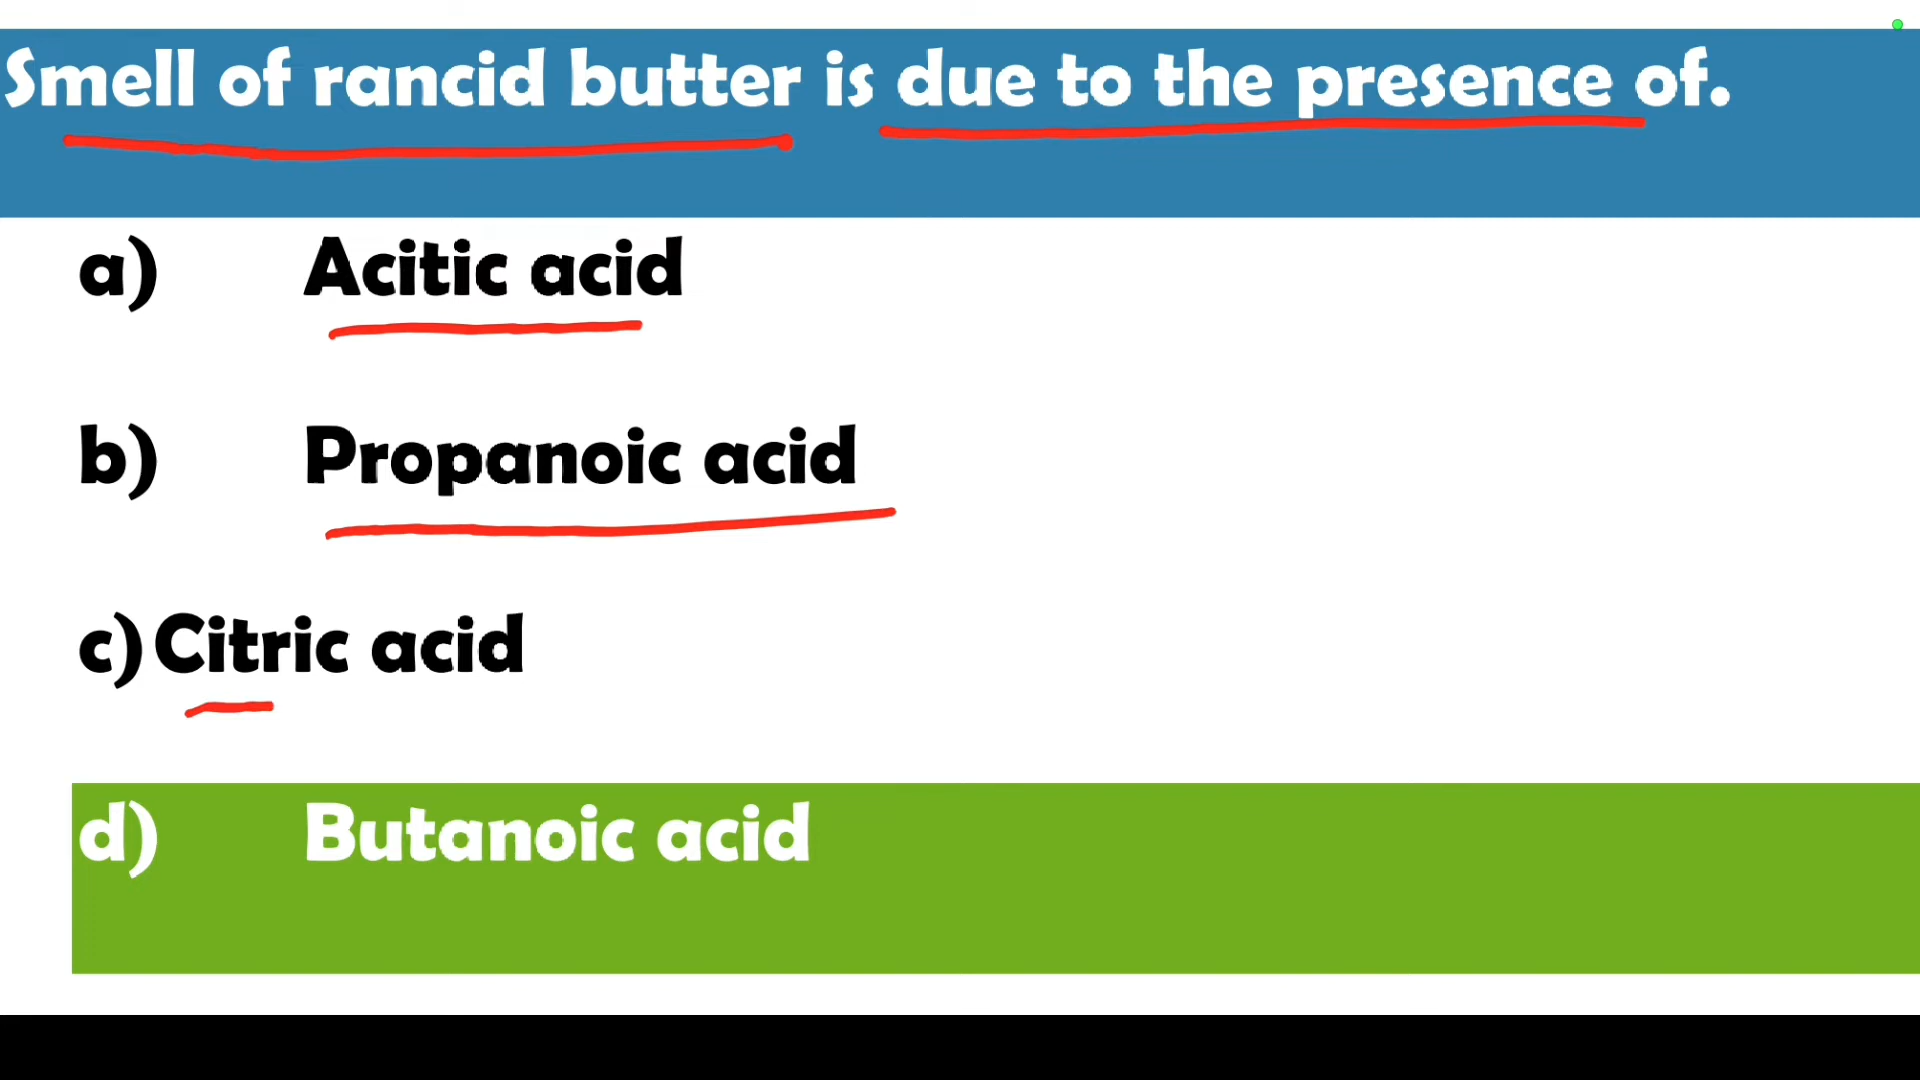 Smell of rancid butter is due to the presence of.
a) Acitic acid
b) Propanoic acid
c) Citric acid
d) Butanoic acid